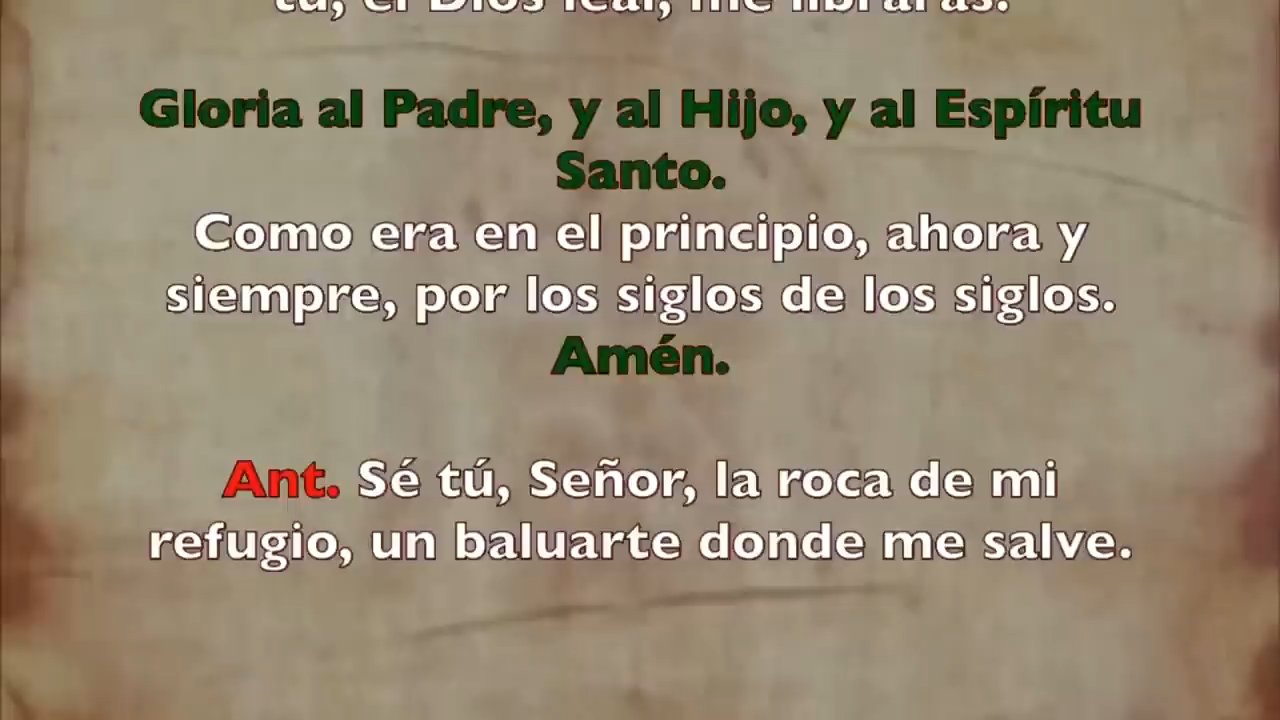 tú, el Dios leal, me librarás.
Gloria al Padre, y al Hijo, y al Espíritu
Santo.
Como era en el principio, ahora y
siempre, por los siglos de los siglos.
Amén.
Ant. Sé tú, Señor, la roca de mi
refugio, un baluarte donde me salve.